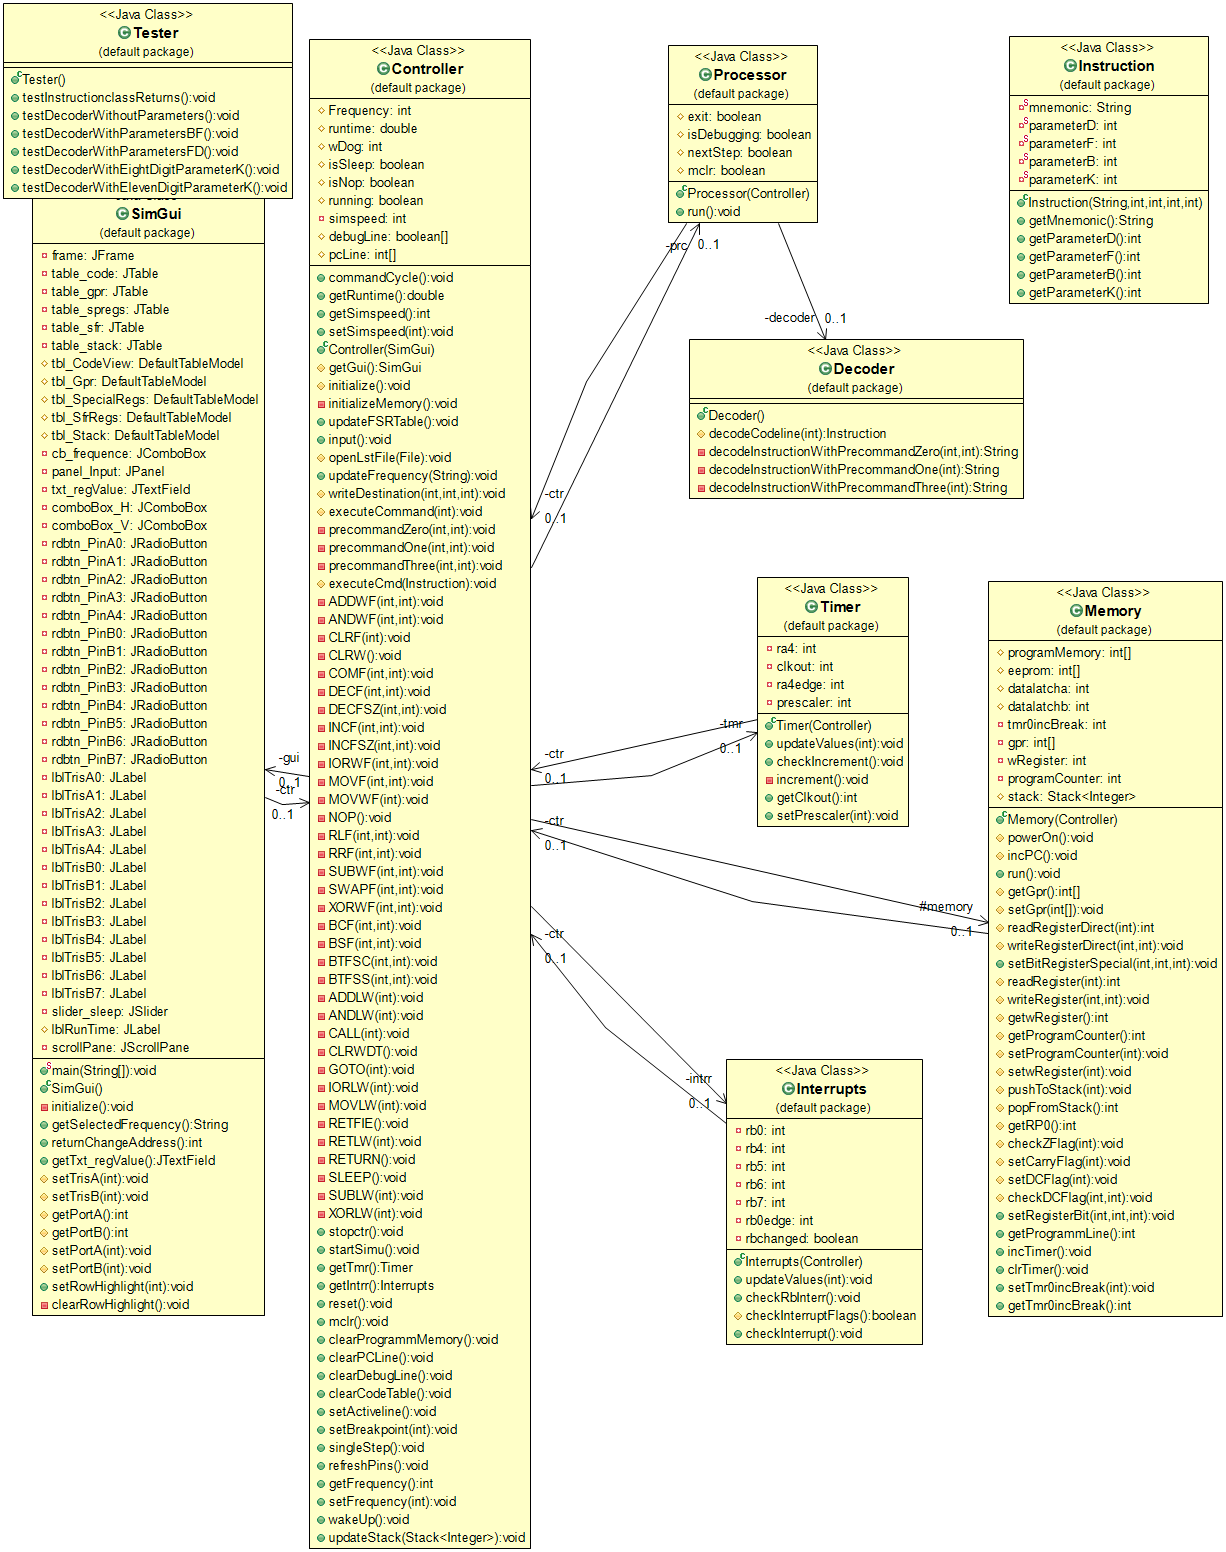 <<Java Class>>
Tester
(default package)
Tester()
testInstructionclassReturns():void
testDecoderWithoutParameters():void
testDecoderWithParametersBF():void
testDecoderWithParametersFD():void
testDecoderWithEightDigitParameterK():void
testDecoderWithElevenDigitParameterK():void
SimGui
(default package)
frame: JFrame
table_code: JTable
table_gpr: JTable
table_spregs: JTable
table_sfr: JTable
table_stack: JTable
tbl_CodeView: DefaultTableModel
tbl_Gpr: DefaultTableModel
tbl_SpecialRegs: DefaultTableModel
tbl_SfrRegs: DefaultTableModel
tbl_Stack: DefaultTableModel
cb_frequence: JComboBox
panel_Input: JPanel
txt_regValue: JTextField
comboBox_H: JComboBox
comboBox_V: JComboBox
rdbtn_PinA0: JRadioButton
rdbtn_PinA1: JRadioButton
rdbtn_PinA2: JRadioButton
rdbtn_PinA3: JRadioButton
rdbtn_PinA4: JRadioButton
rdbtn_PinB0: JRadioButton
rdbtn_PinB1: JRadioButton
rdbtn_PinB2: JRadioButton
rdbtn_PinB3: JRadioButton
rdbtn_PinB4: JRadioButton
rdbtn_PinB5: JRadioButton
rdbtn_PinB6: JRadioButton
rdbtn_PinB7: JRadioButton
lblTrisA0: JLabel
lblTrisA1: JLabel
lblTrisA2: JLabel
lblTrisA3: JLabel
lblTrisA4: JLabel
lblTrisB0: JLabel
lblTrisB1: JLabel
lblTrisB2: JLabel
lblTrisB3: JLabel
lblTrisB4: JLabel
lblTrisB5: JLabel
lblTrisB6: JLabel
lblTrisB7: JLabel
slider_sleep: JSlider
lblRunTime: JLabel
scrollPane: JScrollPane
main(String[]):void
SimGui()
initialize():void
getSelectedFrequency():String
returnChangeAddress():int
getTxt_regValue():JTextField
setTrisA(int):void
setTrisB(int):void
getPortA():int
getPortB():int
setPortA(int):void
setPortB(int):void
setRowHighlight(int):void
clearRowHighlight():void
-gui
0..1
-ctr
0..1
<<Java Class>>
Controller
(default package)
Frequency: int
runtime: double
wDog: int
isSleep: boolean
isNop: boolean
running: boolean
simspeed: int
debugLine: boolean[]
pcLine: int[]
commandCycle():void
getRuntime():double
getSimspeed():int
setSimspeed(int):void
Controller(SimGui)
getGui():SimGui
initialize():void
initializeMemory():void
updateFSRTable():void
input():void
openLstFile(File):void
updateFrequency(String):void
writeDestination(int,int,int):void
executeCommand(int):void
precommandZero(int,int):void
precommandOne(int,int):void
precommandThree(int,int):void
executeCmd(Instruction):void
ADDWF(int,int):void
ANDWF(int,int):void
CLRF(int):void
CLRW():void
COMF(int,int):void
DECF(int,int):void
DECFSZ(int,int):void
INCF(int,int):void
INCFSZ(int,int):void
IORWF(int,int):void
MOVF(int,int):void
MOVWF(int):void
NOP():void
RLF(int,int):void
RRF(int,int):void
SUBWF(int,int):void
SWAPF(int,int):void
XORWF(int,int):void
BCF(int,int):void
BSF(int,int):void
BTFSC(int,int):void
BTFSS(int,int):void
ADDLW(int):void
ANDLW(int):void
CALL(int):void
CLRWDT():void
GOTO(int):void
IORLW(int):void
MOVLW(int):void
RETFIE():void
RETLW(int):void
RETURN():void
SLEEP():void
SUBLW(int):void
XORLW(int):void
stopctr():void
startSimu():void
getTmr():Timer
getIntrr():Interrupts
reset():void
mclr():void
clearProgrammMemory():void
clearPCLine():void
clearDebugLine():void
clearCodeTable():void
setActiveline():void
setBreakpoint(int):void
singleStep():void
refreshPins():void
getFrequency():int
setFrequency(int):void
wakeUp():void
updateStack(Stack<Integer>):void
<<Java Class>>
Processor
(default package)
exit: boolean
isDebugging: boolean
nextStep: boolean
mclr: boolean
Processor(Controller)
run():void
-prc
0..1
-decoder
0..1
-ctr
0..1
<<Java Class>>
Decoder
(default package)
Decoder()
decodeCodeline(int):Instruction
decodeInstructionWithPrecommandZero(int,int):String
decodeInstructionWithPrecommandOne(int):String
decodeInstructionWithPrecommandThree(int):String
<<Java Class>>
Instruction
(default package)
mnemonic: String
parameterD: int
parameterF: int
parameterB: int
parameterK: int
Instruction(String,int,int,int,int)
getMnemonic():String
getParameterD():int
getParameterF():int
getParameterB():int
getParameterK():int
<<Java Class>>
Timer
(default package)
ra4: int
clkout: int
ra4edge: int
prescaler: int
Timer(Controller)
updateValues(int):void
checkIncrement():void
increment():void
getClkout():int
setPrescaler(int):void
-tmr
0..1
-ctr
0..1
-ctr
0..1
#memory
0..1
-ctr
0..1
-intrr
0..1
<<Java Class>>
Memory
(default package)
programMemory: int[]
eeprom: int[]
datalatcha: int
datalatchb: int
tmr0incBreak: int
gpr: int[]
wRegister: int
programCounter: int
stack: Stack<Integer>
Memory(Controller)
powerOn():void
incPC():void
run():void
getGpr():int[]
setGpr(int[]):void
readRegisterDirect(int):int
writeRegisterDirect(int,int):void
setBitRegisterSpecial(int,int,int):void
readRegister(int):int
writeRegister(int,int):void
getwRegister():int
getProgramCounter():int
setProgramCounter(int):void
setwRegister(int):void
pushToStack(int):void
popFromStack():int
getRP0():int
checkZFlag(int):void
setCarryFlag(int):void
setDCFlag(int):void
checkDCFlag(int,int):void
setRegisterBit(int,int,int):void
getProgrammLine():int
incTimer():void
clrTimer():void
setTmr0incBreak(int):void
getTmr0incBreak():int
<<Java Class>>
Interrupts
(default package)
rb0: int
rb4: int
rb5: int
rb6: int
rb7: int
rb0edge: int
rbchanged: boolean
Interrupts(Controller)
updateValues(int):void
checkRbInterr():void
checkInterruptFlags():boolean
checkInterrupt():void